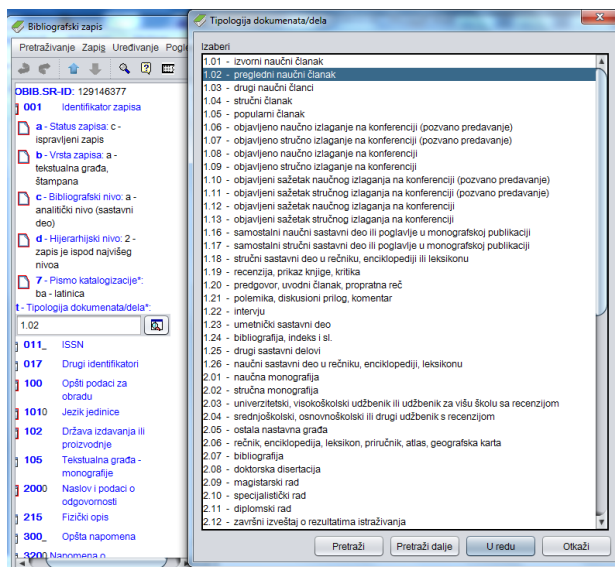 Bibliografski zapis
Pretraživanje Zapis Uređivanje Pogle
OBIB.SR-ID: 129146377
001 Identifikator zapisa
a - Status zapisa: c -
ispravljeni zapis
b - Vrsta zapisa: a -
tekstualna građa,
štampana
c - Bibliografski nivo: a -
analitički nivo (sastavni
deo)
d - Hijerarhijski nivo: 2 -
zapis je ispod najvišeg
nivoa
7 - Pismo katalogizacije*:
ba - latinica
t - Tipologija dokumenata/dela*:
1.02
011_ ISSN
017 Drugi identifikatori
100 Opšti podaci za
obradu
1010 Jezik jedinice
102 Država izdavanja ili
proizvodnje
105 Tekstualna građa -
monografije
2000 Naslov i podaci o
odgovornosti
215 Fizički opis
300_ Opšta napomena
3200 Napomena o
Tipologija dokumenata/dela
Izaberi
1.01 - izvorni naučni članak
1.02 - pregledni naučni članak
1.03 - drugi naučni članci
1.04 - stručni članak
1.05 - popularni članak
1.06 - objavljeno naučno izlaganje na konferenciji (pozvano predavanje)
1.07 - objavljeno stručno izlaganje na konferenciji (pozvano predavanje)
1.08 - objavljeno naučno izlaganje na konferenciji
1.09 - objavljeno stručno izlaganje na konferenciji
1.10 - objavljeni sažetak naučnog izlaganja na konferenciji (pozvano predavanje)
1.11 - objavljeni sažetak stručnog izlaganja na konferenciji (pozvano predavanje)
1.12 - objavljeni sažetak naučnog izlaganja na konferenciji
1.13 - objavljeni sažetak stručnog izlaganja na konferenciji
1.16 - samostalni naučni sastavni deo ili poglavlje u monografskoj publikaciji
1.17 - samostalni stručni sastavni deo ili poglavlje u monografskoj publikaciji
1.18 - stručni sastavni deo u rečniku, enciklopediji ili leksikonu
1.19 - recenzija, prikaz knjige, kritika
1.20 - predgovor, uvodni članak, propratna reč
1.21 - polemika, diskusioni prilog, komentar
1.22 - intervju
1.23 - umetnički sastavni deo
1.24 - bibliografija, indeks i sl.
1.25 - drugi sastavni delovi
1.26 - naučni sastavni deo u rečniku, enciklopediji, leksikonu
2.01 - naučna monografija
2.02 - stručna monografija
2.03 - univerzitetski, visokoškolski udžbenik ili udžbenik za višu školu sa recenzijom
2.04 - srednjoškolski, osnovnoškolski ili drugi udžbenik s recenzijom
2.05 - ostala nastavna građa
2.06 - rečnik, enciklopedija, leksikon, priručnik, atlas, geografska karta
2.07 - bibliografija
2.08 - doktorska disertacija
2.09 - magistarski rad
2.10 - specijalistički rad
2.11 - diplomski rad
2.12 - završni izveštaj o rezultatima istraživanja
Pretraži Pretraži dalje U redu Otkaži